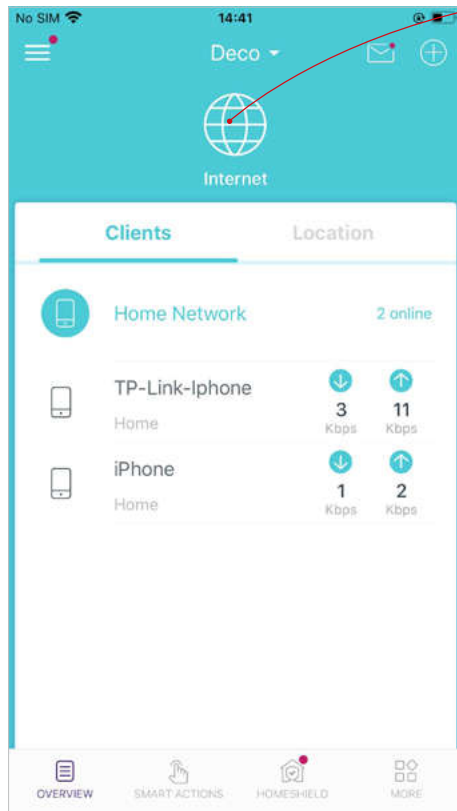 No SIM 14:41
Deco
Internet
Clients Location
Home Network 2 online
TP-Link-Iphone
3 11
Home Kbps Kbps
iPhone
1 2
Home Kbps Kbps
OVERVIEW SMART ACTIONS HOMESHIELD MORE